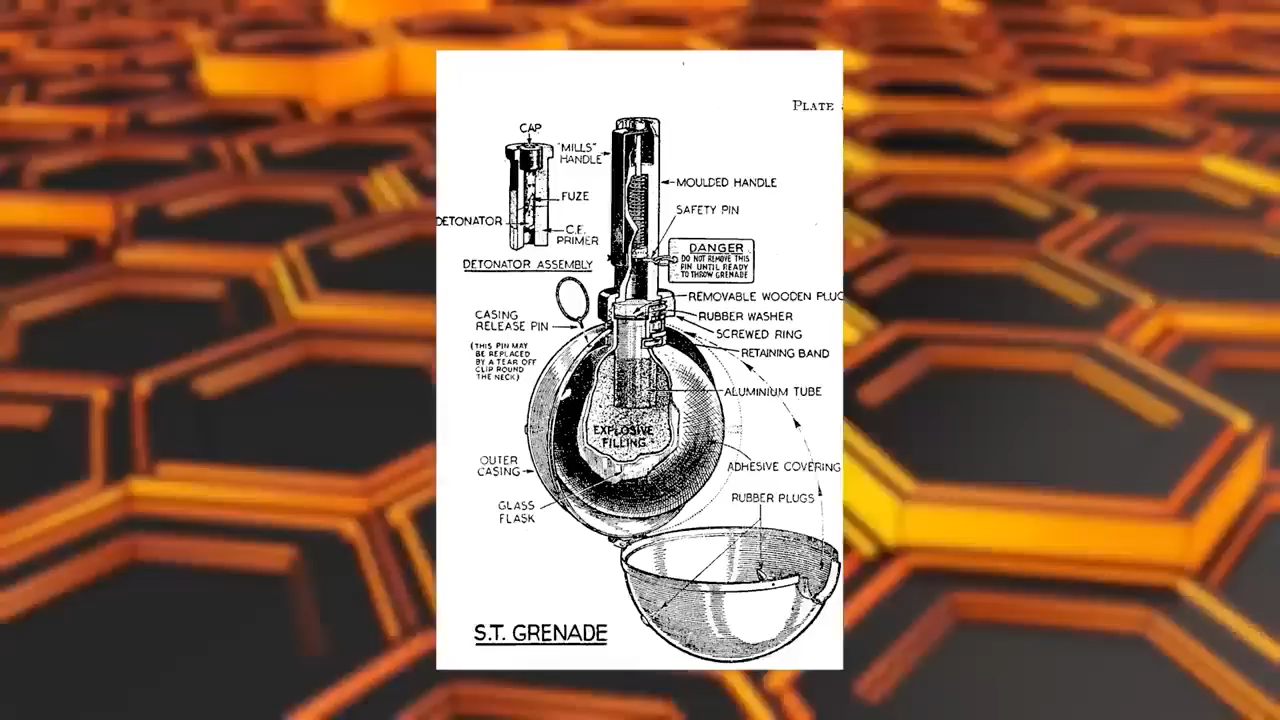 PLATE
CAP
"MILLS"
HANDLE
MOULDED HANDLE
FUZE
SAFETY PIN
DETONATOR
C.E.
PRIMER
DANGER
DO NOT REMOVE THIS
PIN UNTIL READY
TO THROW GRENADE
DETONATOR ASSEMBLY
REMOVABLE WOODEN PLUG
CASING
RELEASE PIN
RUBBER WASHER
SCREWED RING
(THIS PIN MAY
BE REPLACED
BY A TEAR OFF
CLIP ROUND
THE NECK)
RETAINING BAND
ALUMINIUM TUBE
EXPLOSIVE
FILLING
OUTER
CASING
ADHESIVE COVERING
GLASS
FLASK
RUBBER PLUGS
S.T. GRENADE